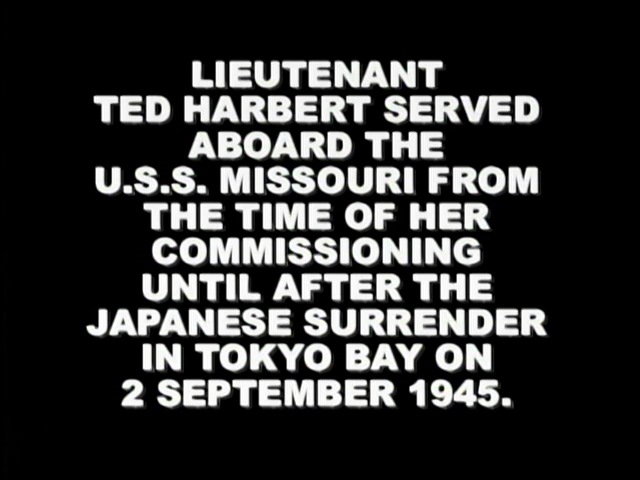 LIEUTENANT
TED HARBERT SERVED
ABOARD THE
U.S.S. MISSOURI FROM
THE TIME OF HER
COMMISSIONING
UNTIL AFTER THE
JAPANESE SURRENDER
IN TOKYO BAY ON
2 SEPTEMBER 1945.